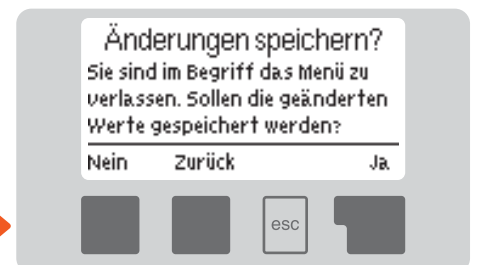 Änderungen speichern?
Sie sind im Begriff das Menü zu
verlassen. Sollen die geänderten
Werte gespeichert werden?
Nein Zurück Ja
esc